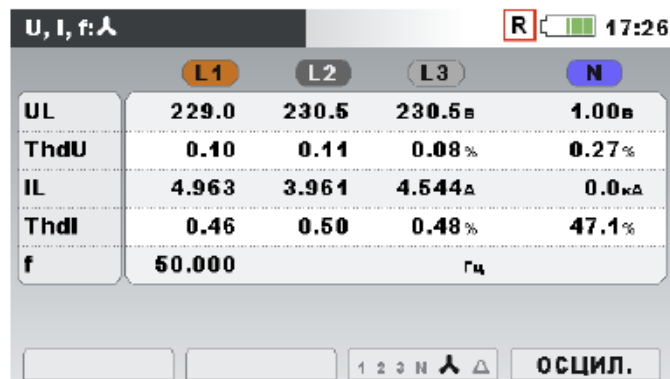 U, I, f: R 17:26
L1 L2 L3 N
UL 229.0 230.5 230.5в 1.00в
ThdU 0.10 0.11 0.08% 0.27%
IL 4.963 3.961 4.544А 0.0кА
ThdI 0.46 0.50 0.48% 47.1%
f 50.000 Гц
1 2 3 N △ ОСЦИЛ.